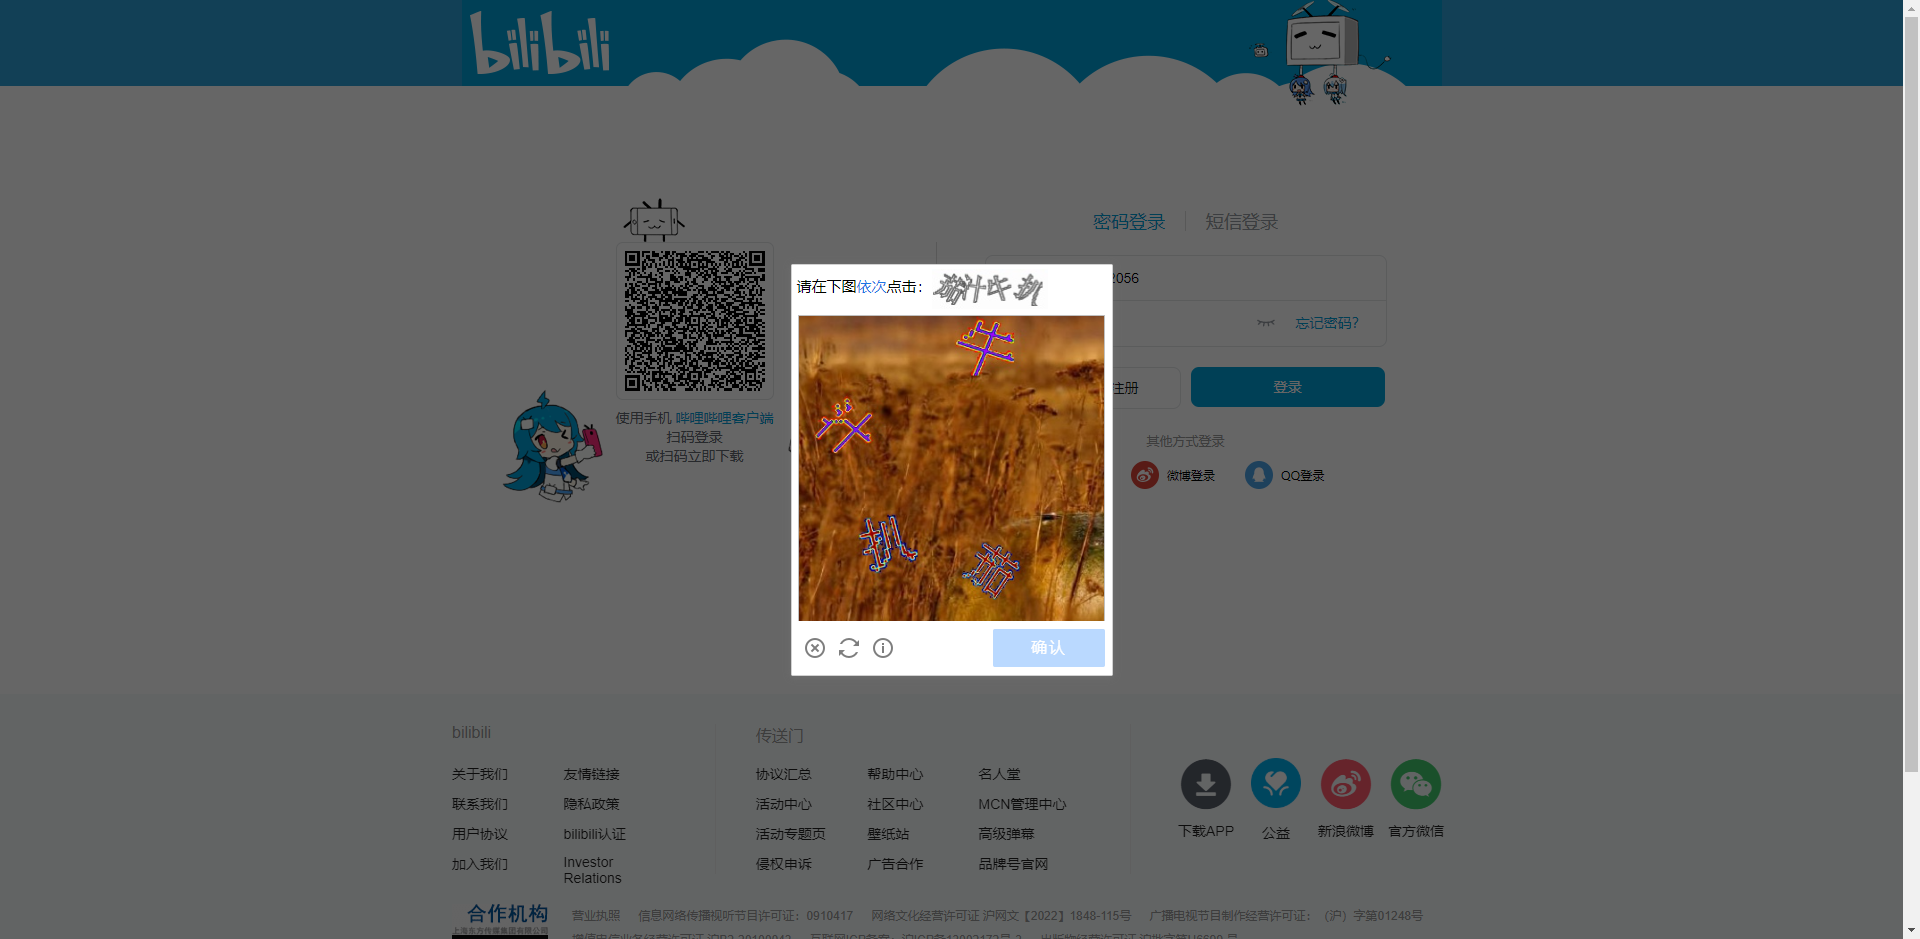 bilibili
密码登录 短信登录
2056
请在下图依次点击：茄汁牛扒
忘记密码?
牛
汁
扒
茄
注册 登录
使用手机 哔哩哔哩客户端
扫码登录
或扫码立即下载
其他方式登录
微博登录 QQ登录
确认
bilibili
关于我们 友情链接
联系我们 隐私政策
用户协议 bilibili认证
加入我们 Investor Relations
传送门
协议汇总 帮助中心 名人堂
活动中心 社区中心 MCN管理中心
活动专题页 壁纸站 高级弹幕
侵权申诉 广告合作 品牌号官网
下载APP 公益 新浪微博 官方微信
合作机构
上海东方传媒集团有限公司
营业执照 信息网络传播视听节目许可证：0910417 网络文化经营许可证 沪网文【2022】1848-115号 广播电视节目制作经营许可证：（沪）字第01248号